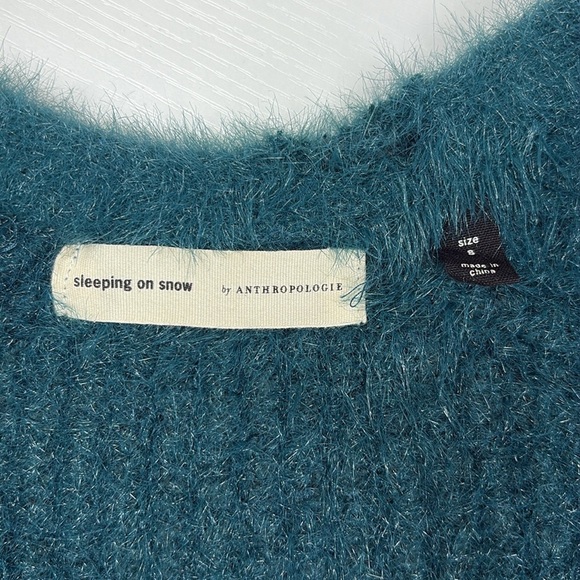 sleeping on snow by ANTHROPOLOGIE
size
s
made in
china